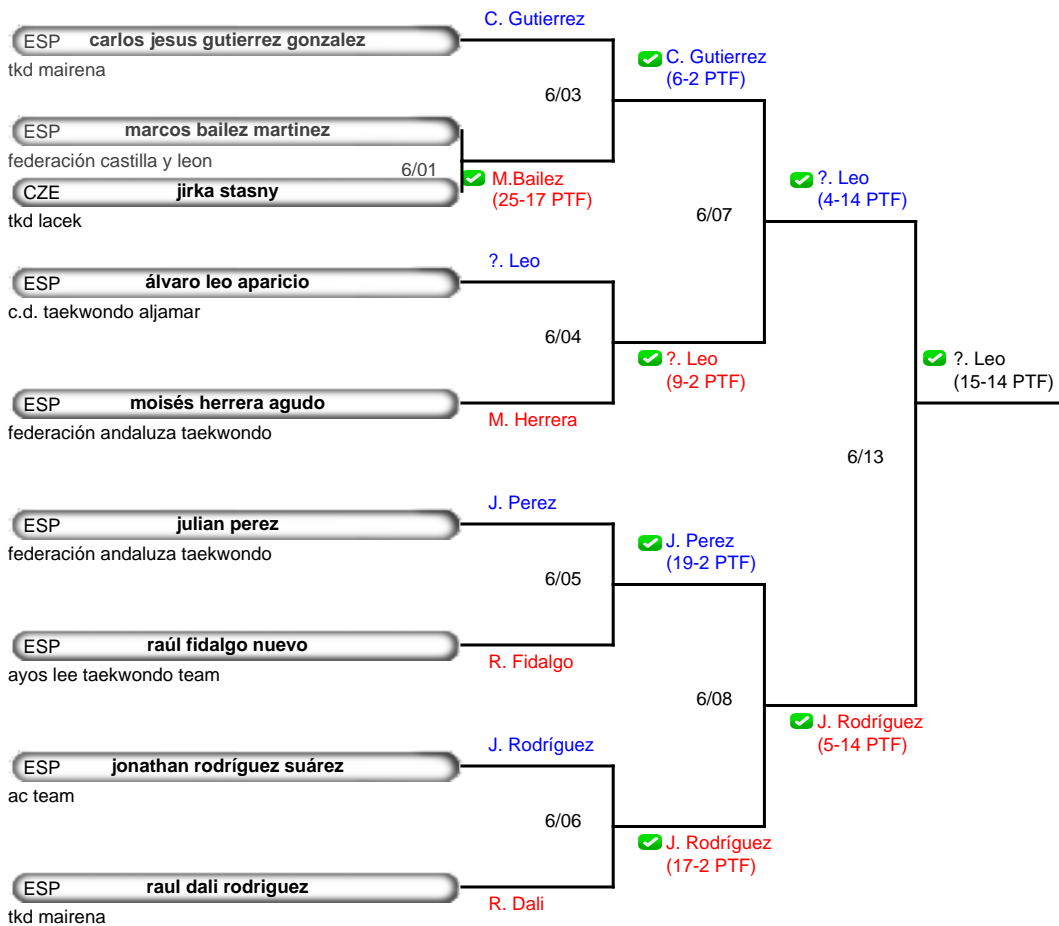 C. Gutierrez
ESP carlos jesus gutierrez gonzalez
tkd mairena
C. Gutierrez
(6-2 PTF)
6/03
ESP marcos bailez martinez
federación castilla y leon
6/01
M.Bailez
(25-17 PTF)
CZE jirka stasny
tkd lacek
?. Leo
(4-14 PTF)
6/07
?. Leo
ESP álvaro leo aparicio
c.d. taekwondo aljamar
6/04
?. Leo
(9-2 PTF)
?. Leo
(15-14 PTF)
ESP moisés herrera agudo
federación andaluza taekwondo
M. Herrera
6/13
J. Perez
ESP julian perez
federación andaluza taekwondo
J. Perez
(19-2 PTF)
6/05
ESP raúl fidalgo nuevo
ayos lee taekwondo team
R. Fidalgo
6/08
J. Rodríguez
(5-14 PTF)
J. Rodríguez
ESP jonathan rodríguez suárez
ac team
6/06
J. Rodríguez
(17-2 PTF)
ESP raul dali rodriguez
tkd mairena
R. Dali